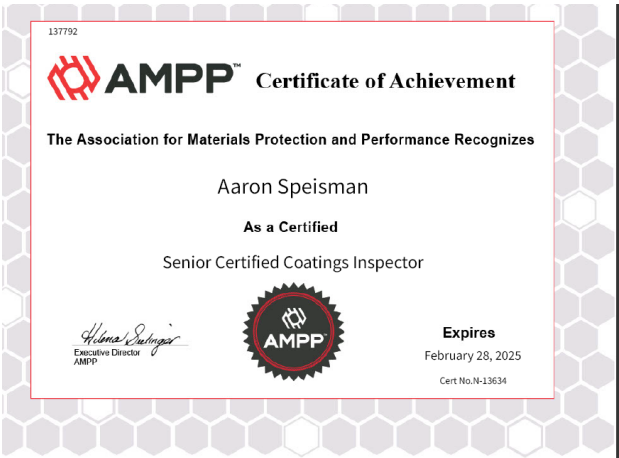 137792
AMPP™ Certificate of Achievement
The Association for Materials Protection and Performance Recognizes
Aaron Speisman
As a Certified
Senior Certified Coatings Inspector
AMPP
Executive Director
AMPP
Expires
February 28, 2025
Cert No.N-13634